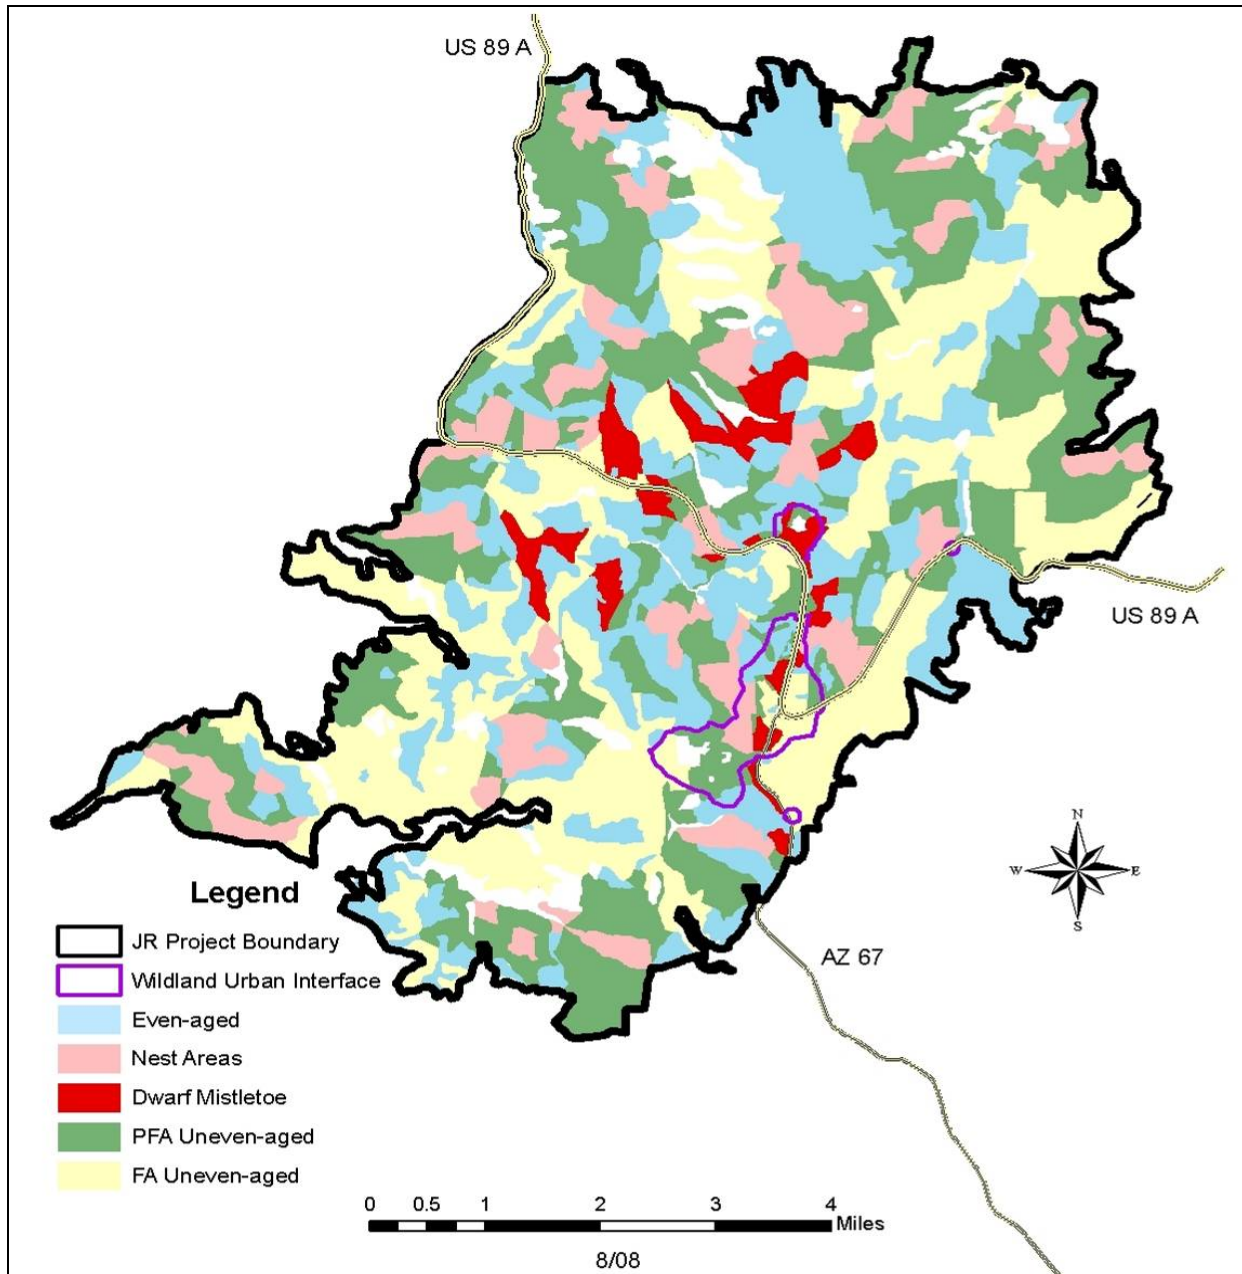 US 89 A
US 89 A
N
W
E
S
AZ 67
Legend
JR Project Boundary
Wildland Urban Interface
Even-aged
Nest Areas
Dwarf Mistletoe
PFA Uneven-aged
FA Uneven-aged
0 0.5 1 2 3 4
Miles
8/08